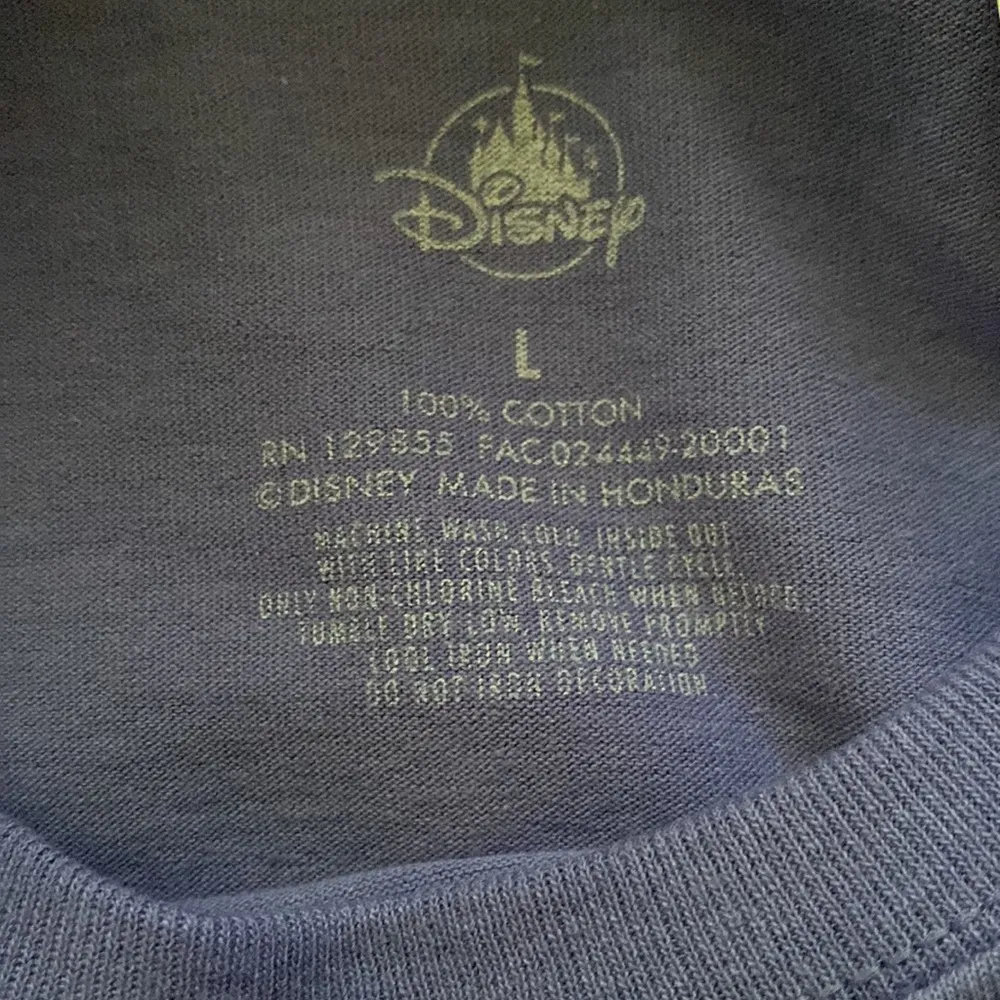 Disney
L
100% COTTON
RN 129855 FAC 024449-20001
©DISNEY MADE IN HONDURAS
MACHINE WASH COLD INSIDE OUT
WITH LIKE COLORS, GENTLE CYCLE,
ONLY NON-CHLORINE BLEACH WHEN NEEDED,
TUMBLE DRY LOW, REMOVE PROMPTLY
COOL IRON WHEN NEEDED
DO NOT IRON DECORATION